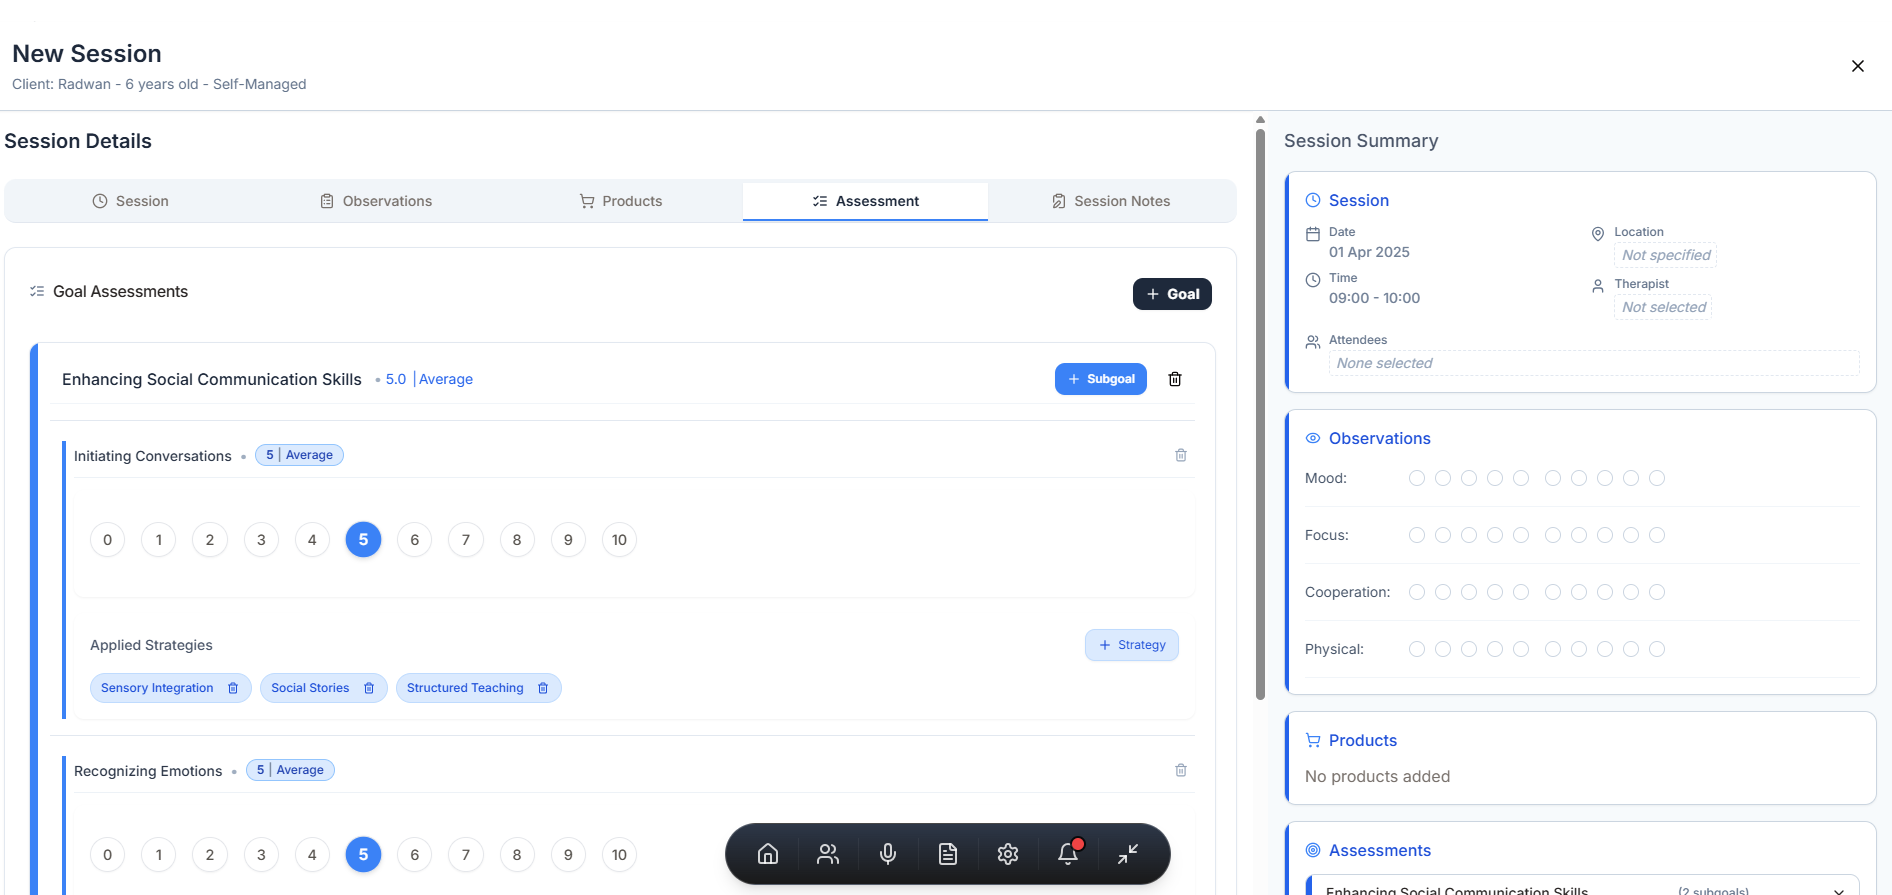 New Session
Client: Radwan - 6 years old - Self-Managed
Session Details
Session
Observations
Products
Assessment
Session Notes
Goal Assessments
+ Goal
Enhancing Social Communication Skills • 5.0 | Average
+ Subgoal
Initiating Conversations • 5 | Average
0 1 2 3 4 5 6 7 8 9 10
Applied Strategies
+ Strategy
Sensory Integration
Social Stories
Structured Teaching
Recognizing Emotions • 5 | Average
0 1 2 3 4 5 6 7 8 9 10
Session Summary
Session
Date
01 Apr 2025
Location
Not specified
Time
09:00 - 10:00
Therapist
Not selected
Attendees
None selected
Observations
Mood:
Focus:
Cooperation:
Physical:
Products
No products added
Assessments
Enhancing Social Communication Skills (2 subgoals)